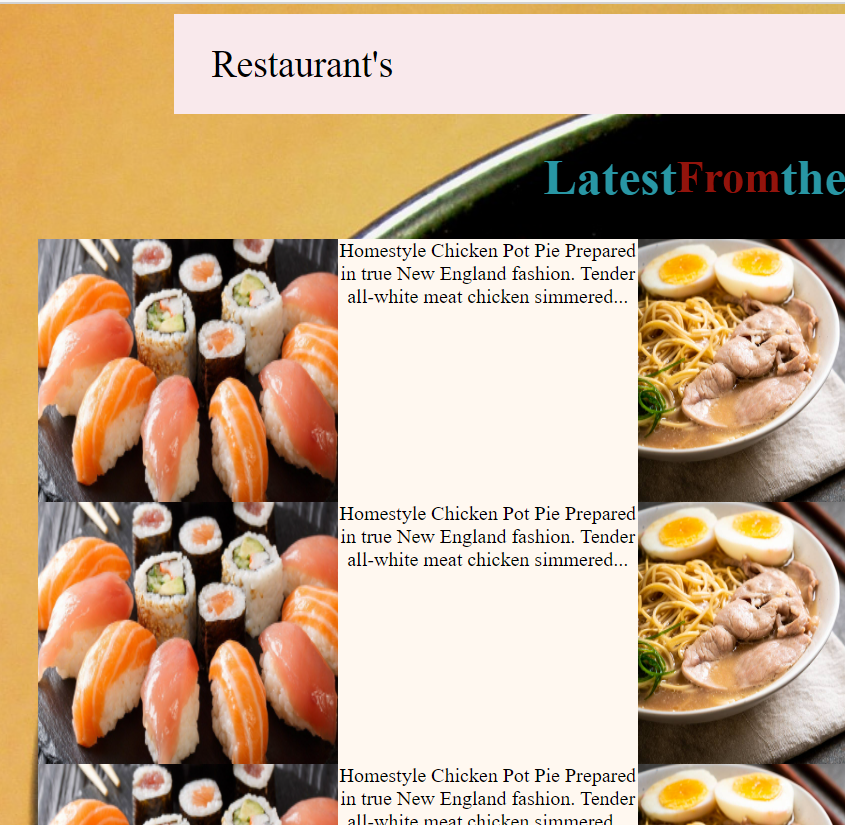 Restaurant's
LatestFromthe
Homestyle Chicken Pot Pie Prepared
in true New England fashion. Tender
all-white meat chicken simmered...
Homestyle Chicken Pot Pie Prepared
in true New England fashion. Tender
all-white meat chicken simmered...
Homestyle Chicken Pot Pie Prepared
in true New England fashion. Tender
all-white meat chicken simmered